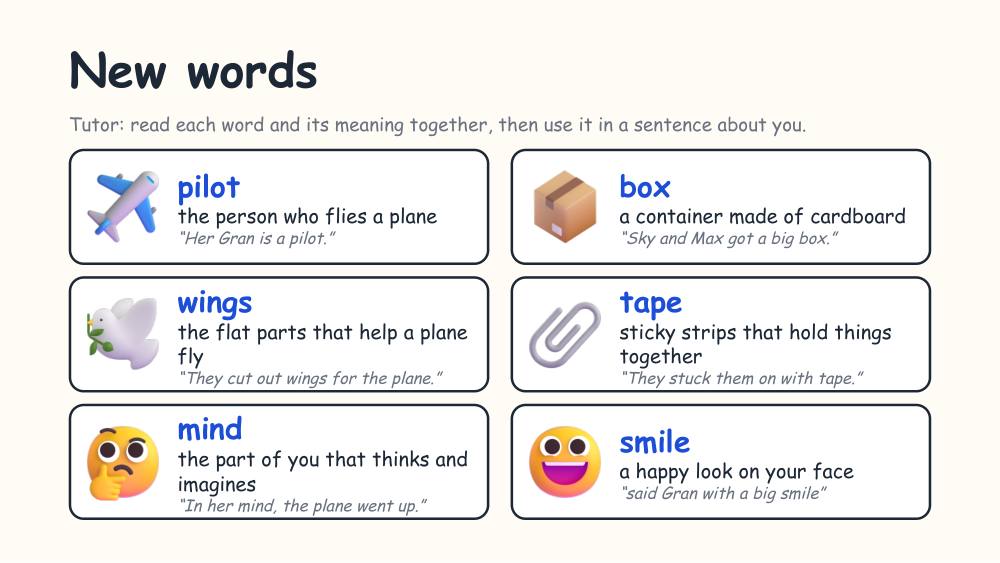 New words
Tutor: read each word and its meaning together, then use it in a sentence about you.
pilot
the person who flies a plane
“Her Gran is a pilot.”
box
a container made of cardboard
“Sky and Max got a big box.”
wings
the flat parts that help a plane
fly
“They cut out wings for the plane.”
tape
sticky strips that hold things
together
“They stuck them on with tape.”
mind
the part of you that thinks and
imagines
“In her mind, the plane went up.”
smile
a happy look on your face
“said Gran with a big smile”